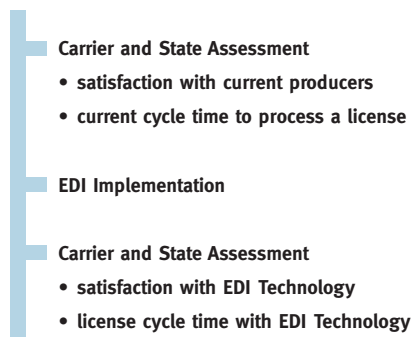 Carrier and State Assessment
• satisfaction with current producers
• current cycle time to process a license
EDI Implementation
Carrier and State Assessment
• satisfaction with EDI Technology
• license cycle time with EDI Technology